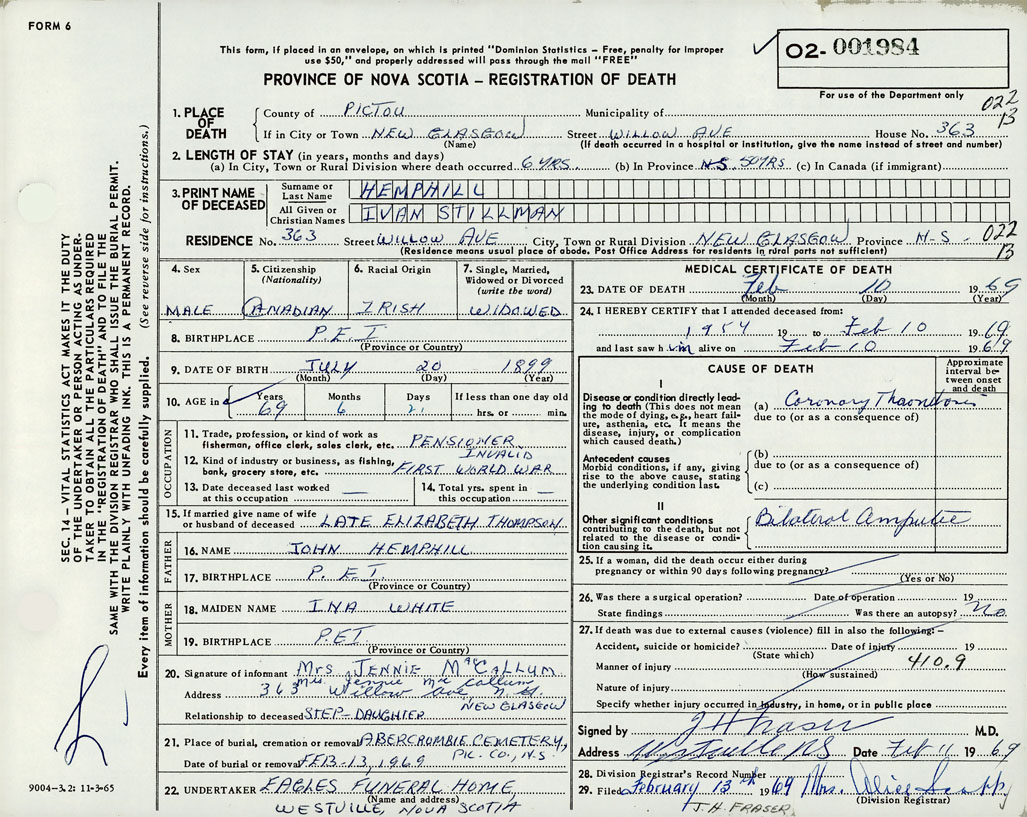 FORM 6
This form, if placed in an envelope, on which is printed "Dominion Statistics – Free, penalty for improper
use $50," and properly addressed will pass through the mail "FREE"
PROVINCE OF NOVA SCOTIA – REGISTRATION OF DEATH
O2- 001984
For use of the Department only
022
13
1. PLACE OF DEATH
County of PICTOU Municipality of
If in City or Town NEW GLASGOW Street WILLOW AVE House No. 363
(Name) (If death occurred in a hospital or institution, give the name instead of street and number)
2. LENGTH OF STAY (in years, months and days)
(a) In City, Town or Rural Division where death occurred 6 YRS. (b) In Province N.S. 50YRS (c) In Canada (if immigrant)
3. PRINT NAME OF DECEASED
Surname or Last Name HEMPHILL
All Given or Christian Names IVAN STILLMAN
RESIDENCE No. 363 Street WILLOW AVE City, Town or Rural Division NEW GLASGOW Province N-S- 022
13
(Residence means usual place of abode. Post Office Address for residents in rural parts not sufficient)
4. Sex
MALE
5. Citizenship
(Nationality)
CANADIAN
6. Racial Origin
IRISH
7. Single, Married,
Widowed or Divorced
(write the word)
WIDOWED
8. BIRTHPLACE P.E.I
(Province or Country)
9. DATE OF BIRTH JULY 20 1899
(Month) (Day) (Year)
10. AGE in
Years 69
Months 6
Days 21
If less than one day old
hrs. or min.
OCCUPATION
11. Trade, profession, or kind of work as
fisherman, office clerk, sales clerk, etc. PENSIONER
INVALID
12. Kind of industry or business, as fishing,
bank, grocery store, etc. FIRST WORLD WAR
13. Date deceased last worked
at this occupation —
14. Total yrs. spent in
this occupation —
15. If married give name of wife
or husband of deceased LATE ELIZABETH THOMPSON
FATHER
16. NAME JOHN HEMPHILL
17. BIRTHPLACE P.E.I.
(Province or Country)
MOTHER
18. MAIDEN NAME INA WHITE
19. BIRTHPLACE P.E.I.
(Province or Country)
20. Signature of informant MRS JENNIE MacCALLUM
Mrs. Jennie Mc Callum
Address 363 Willow Ave N.G.
NEW GLASGOW
Relationship to deceased STEP-DAUGHTER
21. Place of burial, cremation or removal ABERCROMBIE CEMETERY,
PIC. CO., N.S.
Date of burial or removal FEB-13, 1969
22. UNDERTAKER EAGLES FUNERAL HOME,
(Name and address)
WESTVILLE, NOVA SCOTIA
MEDICAL CERTIFICATE OF DEATH
23. DATE OF DEATH Feb 10 1969
(Month) (Day) (Year)
24. I HEREBY CERTIFY that I attended deceased from:
1954 19 to Feb 10 1969
and last saw him alive on Feb 10 1969
CAUSE OF DEATH
Approximate interval between onset and death
I
Disease or condition directly leading to death (This does not mean the mode of dying, e.g., heart failure, asthenia, etc. It means the disease, injury, or complication which caused death.)
(a) Coronary Thrombosis
due to (or as a consequence of)
Antecedent causes
Morbid conditions, if any, giving rise to the above cause, stating the underlying condition last.
(b)
due to (or as a consequence of)
(c)
II
Other significant conditions
contributing to the death, but not related to the disease or condition causing it.
Bilateral Amputee
25. If a woman, did the death occur either during
pregnancy or within 90 days following pregnancy?
(Yes or No)
26. Was there a surgical operation? Date of operation 19
State findings Was there an autopsy? No
27. If death was due to external causes (violence) fill in also the following:–
Accident, suicide or homicide? Date of injury 19
(State which)
410.9
Manner of injury
(How sustained)
Nature of injury
Specify whether injury occurred in industry, in home, or in public place
Signed by J H Fraser M.D.
Address Westville NS Date Feb 11 1969
28. Division Registrar's Record Number
29. Filed February 13th 1969 Mrs. Alice
(Division Registrar)
J.H. FRASER
SEC. 14 – VITAL STATISTICS ACT MAKES IT THE DUTY
OF THE UNDERTAKER OR PERSON ACTING AS UNDER-
TAKER TO OBTAIN ALL THE PARTICULARS REQUIRED
IN THE "REGISTRATION OF DEATH" AND TO FILE THE
SAME WITH THE DIVISION REGISTRAR WHO SHALL ISSUE THE BURIAL PERMIT.
WRITE PLAINLY WITH UNFADING INK. THIS IS A PERMANENT RECORD.
Every item of information should be carefully supplied. (See reverse side for instructions.)
9004-3.2: 11-3-65